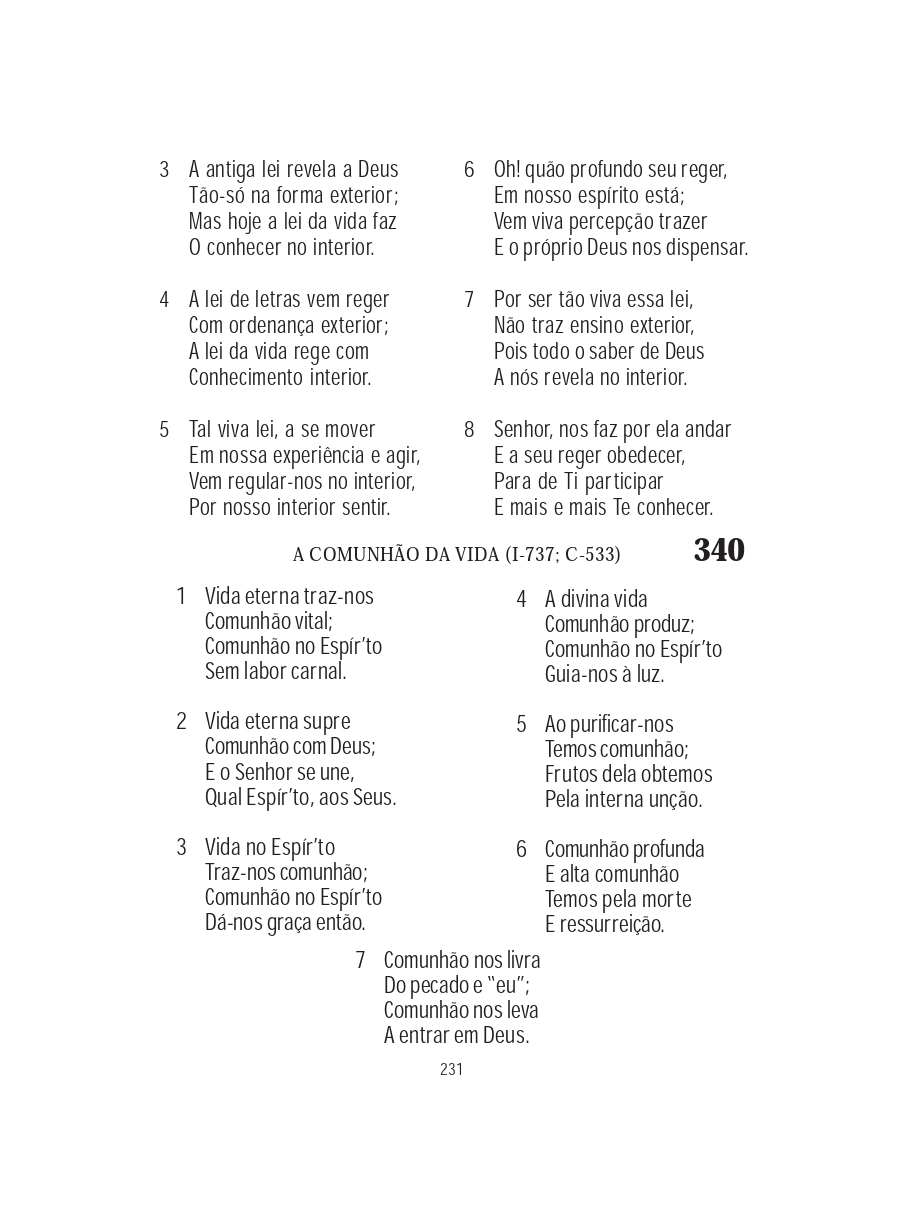 3 A antiga lei revela a Deus
Tão-só na forma exterior;
Mas hoje a lei da vida faz
O conhecer no interior.
4 A lei de letras vem reger
Com ordenança exterior;
A lei da vida rege com
Conhecimento interior.
5 Tal viva lei, a se mover
Em nossa experiência e agir,
Vem regular-nos no interior,
Por nosso interior sentir.
6 Oh! quão profundo seu reger,
Em nosso espírito está;
Vem viva percepção trazer
E o próprio Deus nos dispensar.
7 Por ser tão viva essa lei,
Não traz ensino exterior,
Pois todo o saber de Deus
A nós revela no interior.
8 Senhor, nos faz por ela andar
E a seu reger obedecer,
Para de Ti participar
E mais e mais Te conhecer.
A COMUNHÃO DA VIDA (I-737; C-533) 340
1 Vida eterna traz-nos
Comunhão vital;
Comunhão no Espír’to
Sem labor carnal.
2 Vida eterna supre
Comunhão com Deus;
E o Senhor se une,
Qual Espír’to, aos Seus.
3 Vida no Espír’to
Traz-nos comunhão;
Comunhão no Espír’to
Dá-nos graça então.
4 A divina vida
Comunhão produz;
Comunhão no Espír’to
Guia-nos à luz.
5 Ao purificar-nos
Temos comunhão;
Frutos dela obtemos
Pela interna unção.
6 Comunhão profunda
E alta comunhão
Temos pela morte
E ressurreição.
7 Comunhão nos livra
Do pecado e “eu”;
Comunhão nos leva
A entrar em Deus.
231